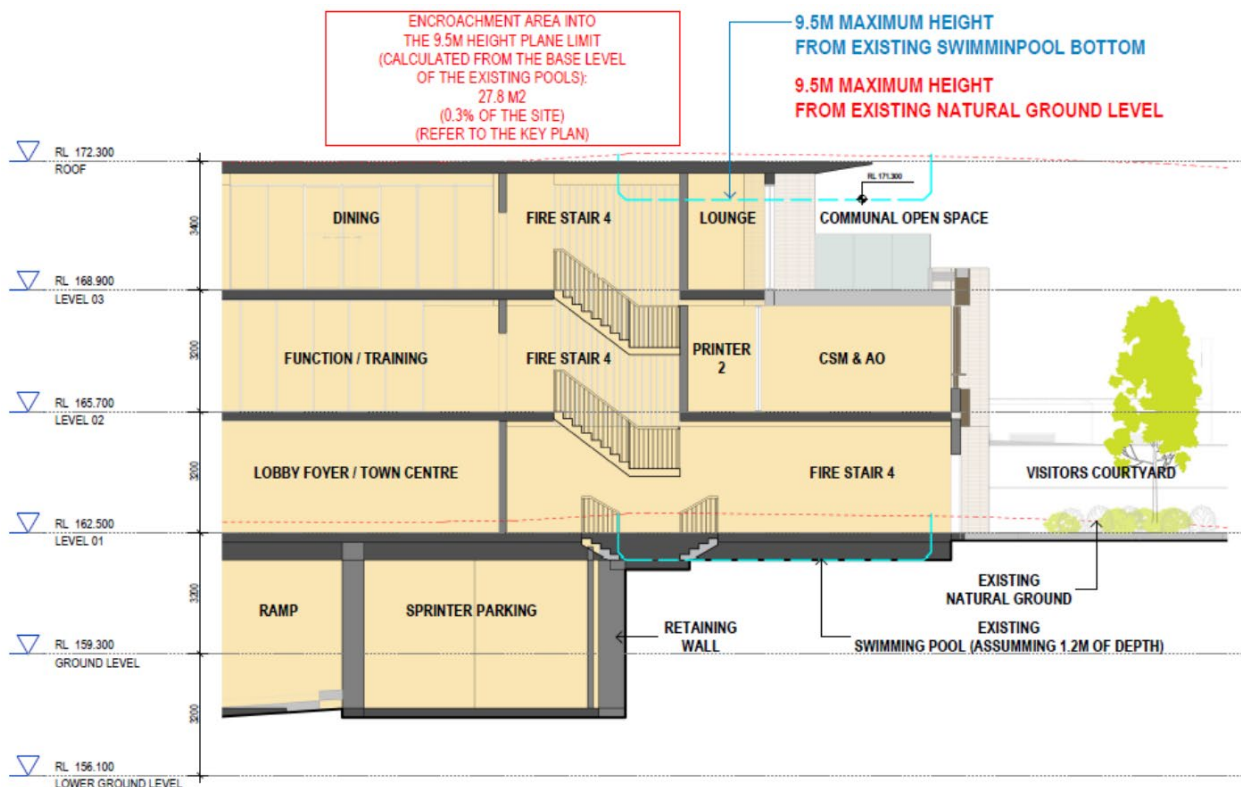 ENCROACHMENT AREA INTO
THE 9.5M HEIGHT PLANE LIMIT
(CALCULATED FROM THE BASE LEVEL
OF THE EXISTING POOLS):
27.8 M2
(0.3% OF THE SITE)
(REFER TO THE KEY PLAN)
9.5M MAXIMUM HEIGHT
FROM EXISTING SWIMMINPOOL BOTTOM
9.5M MAXIMUM HEIGHT
FROM EXISTING NATURAL GROUND LEVEL
RL 172.300
ROOF
RL 171.300
3400
DINING
FIRE STAIR 4
LOUNGE
COMMUNAL OPEN SPACE
RL 168.900
LEVEL 03
3200
FUNCTION / TRAINING
FIRE STAIR 4
PRINTER
2
CSM & AO
RL 165.700
LEVEL 02
3200
LOBBY FOYER / TOWN CENTRE
FIRE STAIR 4
VISITORS COURTYARD
RL 162.500
LEVEL 01
3200
RAMP
SPRINTER PARKING
RETAINING
WALL
EXISTING
NATURAL GROUND
EXISTING
SWIMMING POOL (ASSUMMING 1.2M OF DEPTH)
RL 159.300
GROUND LEVEL
3200
RL 156.100
LOWER GROUND LEVEL